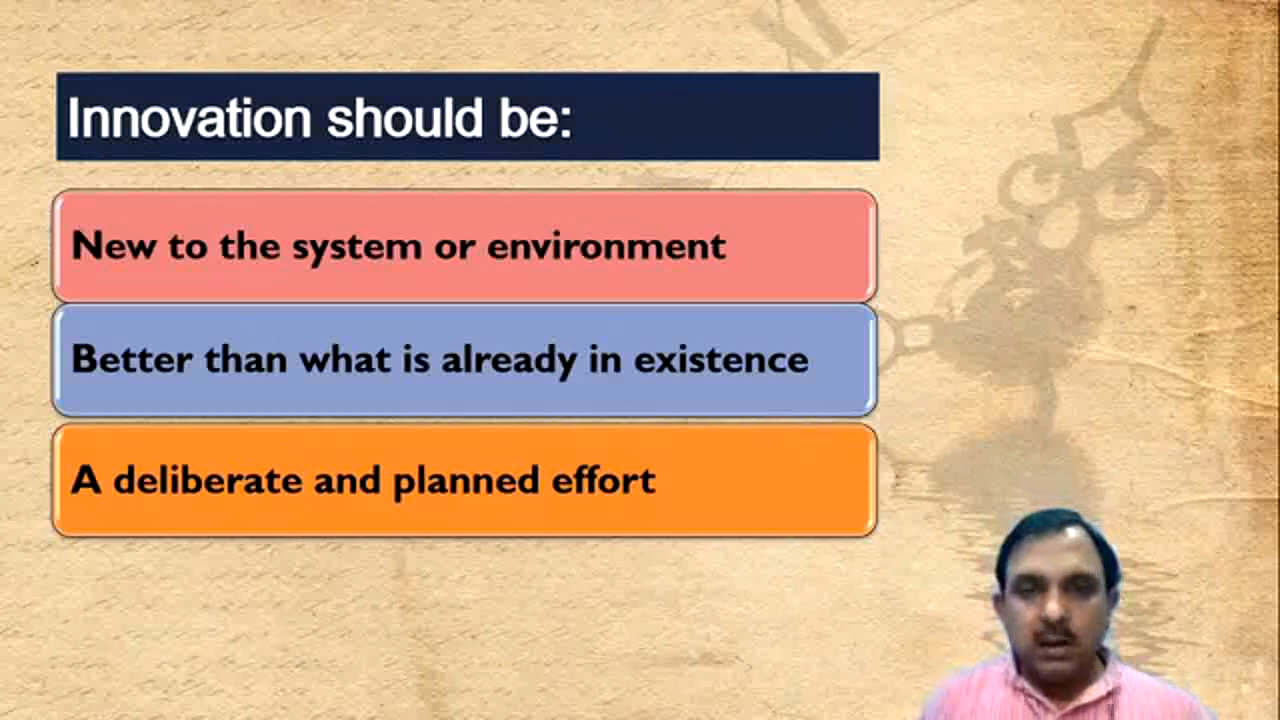 Innovation should be:
New to the system or environment
Better than what is already in existence
A deliberate and planned effort
XI